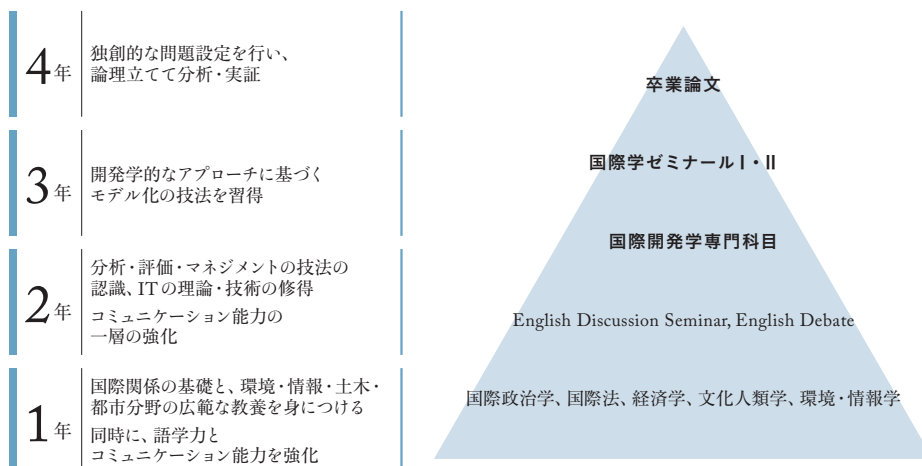 4年
独創的な問題設定を行い、
論理立てて分析・実証
卒業論文
3年
開発学的なアプローチに基づく
モデル化の技法を習得
国際学ゼミナールⅠ・Ⅱ
国際開発学専門科目
2年
分析・評価・マネジメントの技法の
認識、ITの理論・技術の修得
コミュニケーション能力の
一層の強化
English Discussion Seminar, English Debate
1年
国際関係の基礎と、環境・情報・土木・
都市分野の広範な教養を身につける
同時に、語学力と
コミュニケーション能力を強化
国際政治学、国際法、経済学、文化人類学、環境・情報学